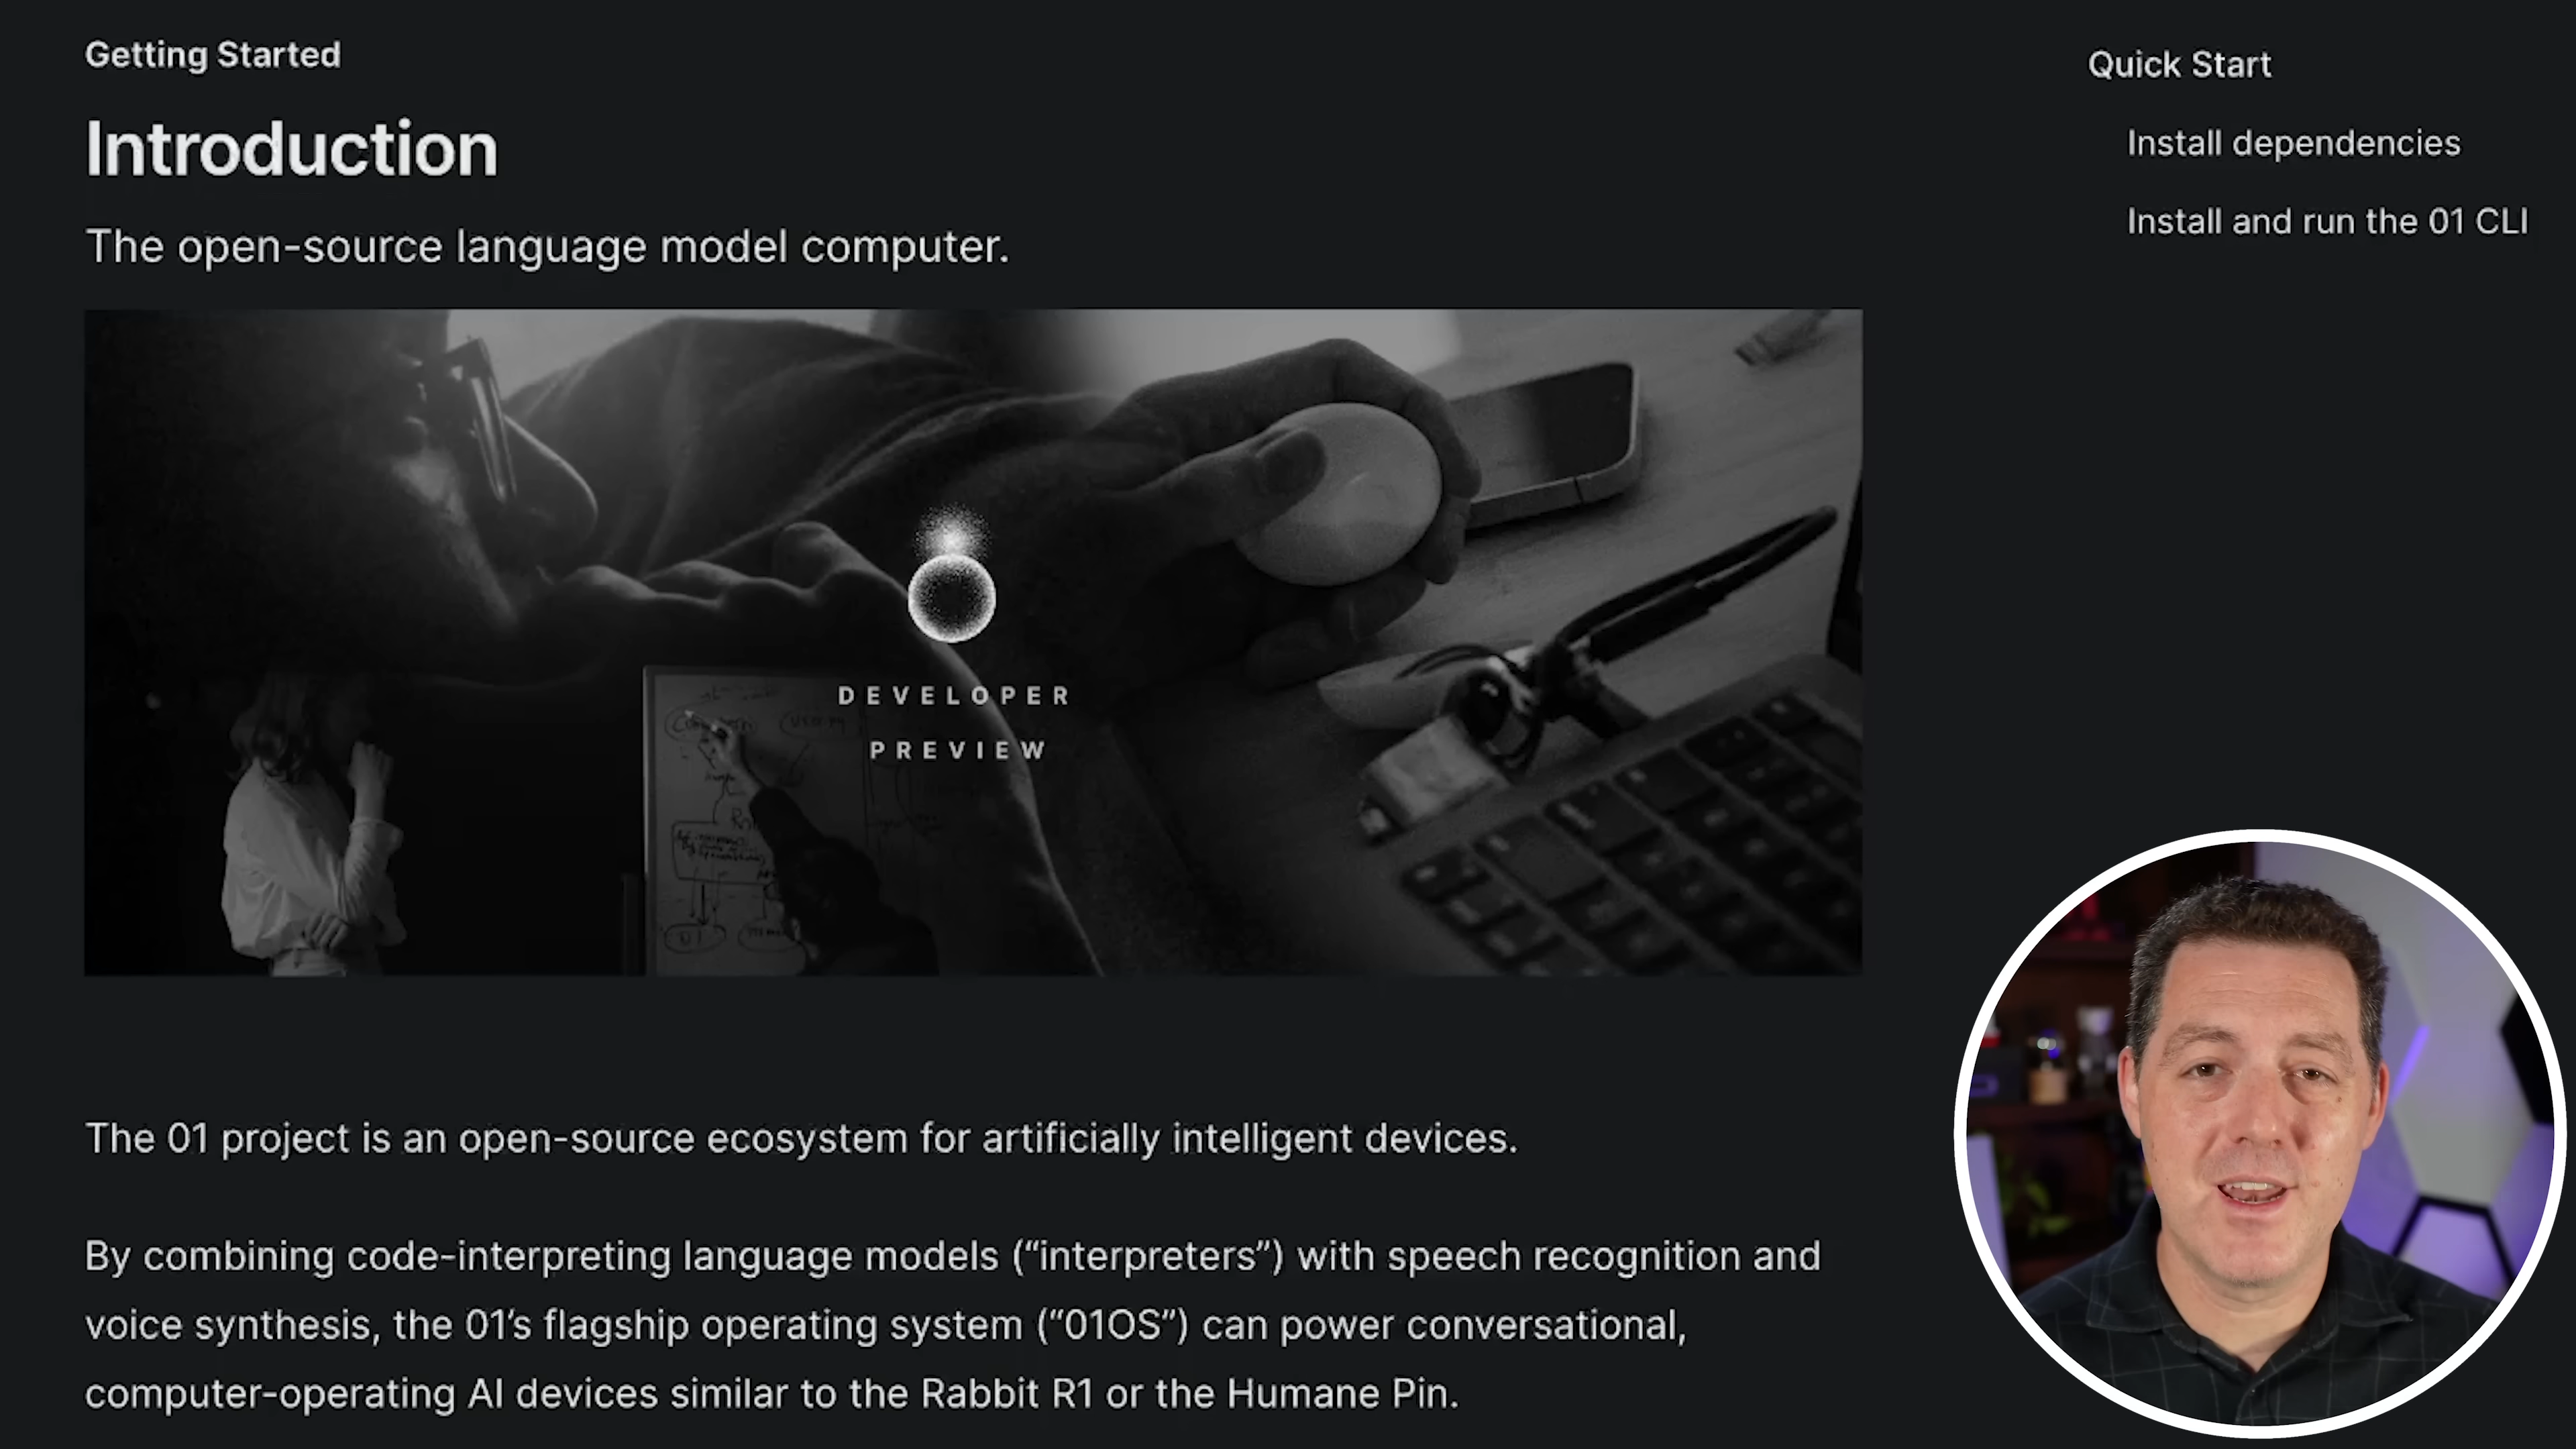 Getting Started
Introduction
The open-source language model computer.
DEVELOPER
PREVIEW
The 01 project is an open-source ecosystem for artificially intelligent devices.
By combining code-interpreting language models (“interpreters”) with speech recognition and
voice synthesis, the 01’s flagship operating system (“01OS”) can power conversational,
computer-operating AI devices similar to the Rabbit R1 or the Humane Pin.
Quick Start
Install dependencies
Install and run the 01 CLI